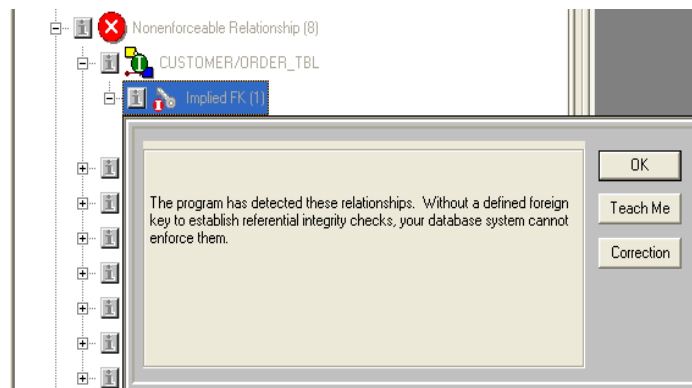 Nonenforceable Relationship (8)
CUSTOMER/ORDER_TBL
Implied FK (1)
The program has detected these relationships. Without a defined foreign
key to establish referential integrity checks, your database system cannot
enforce them.
OK
Teach Me
Correction